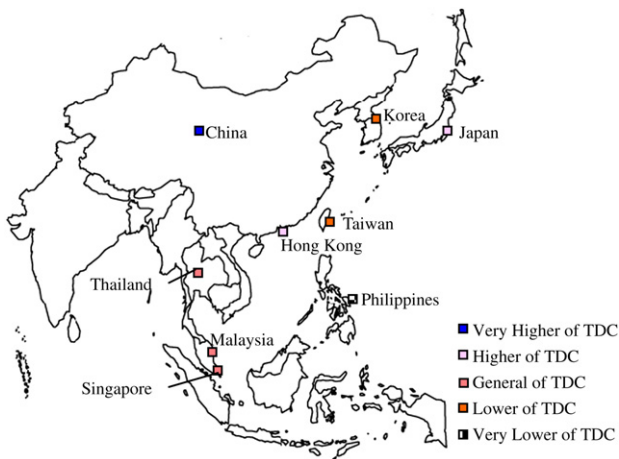 Korea
China
Japan
Taiwan
Hong Kong
Thailand
Philippines
Malaysia
Singapore
Very Higher of TDC
Higher of TDC
General of TDC
Lower of TDC
Very Lower of TDC